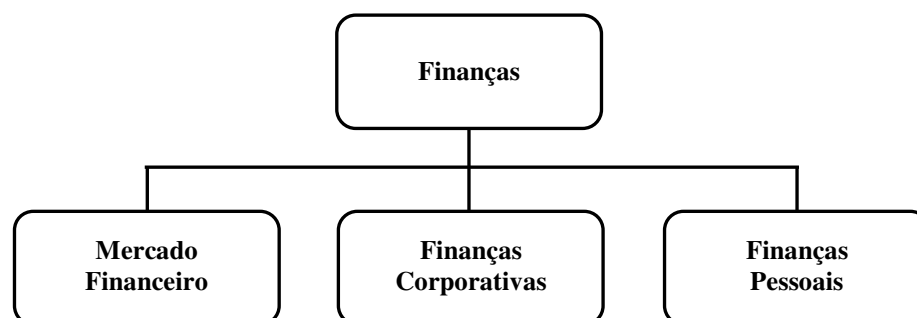 Finanças
Mercado
Financeiro
Finanças
Corporativas
Finanças
Pessoais